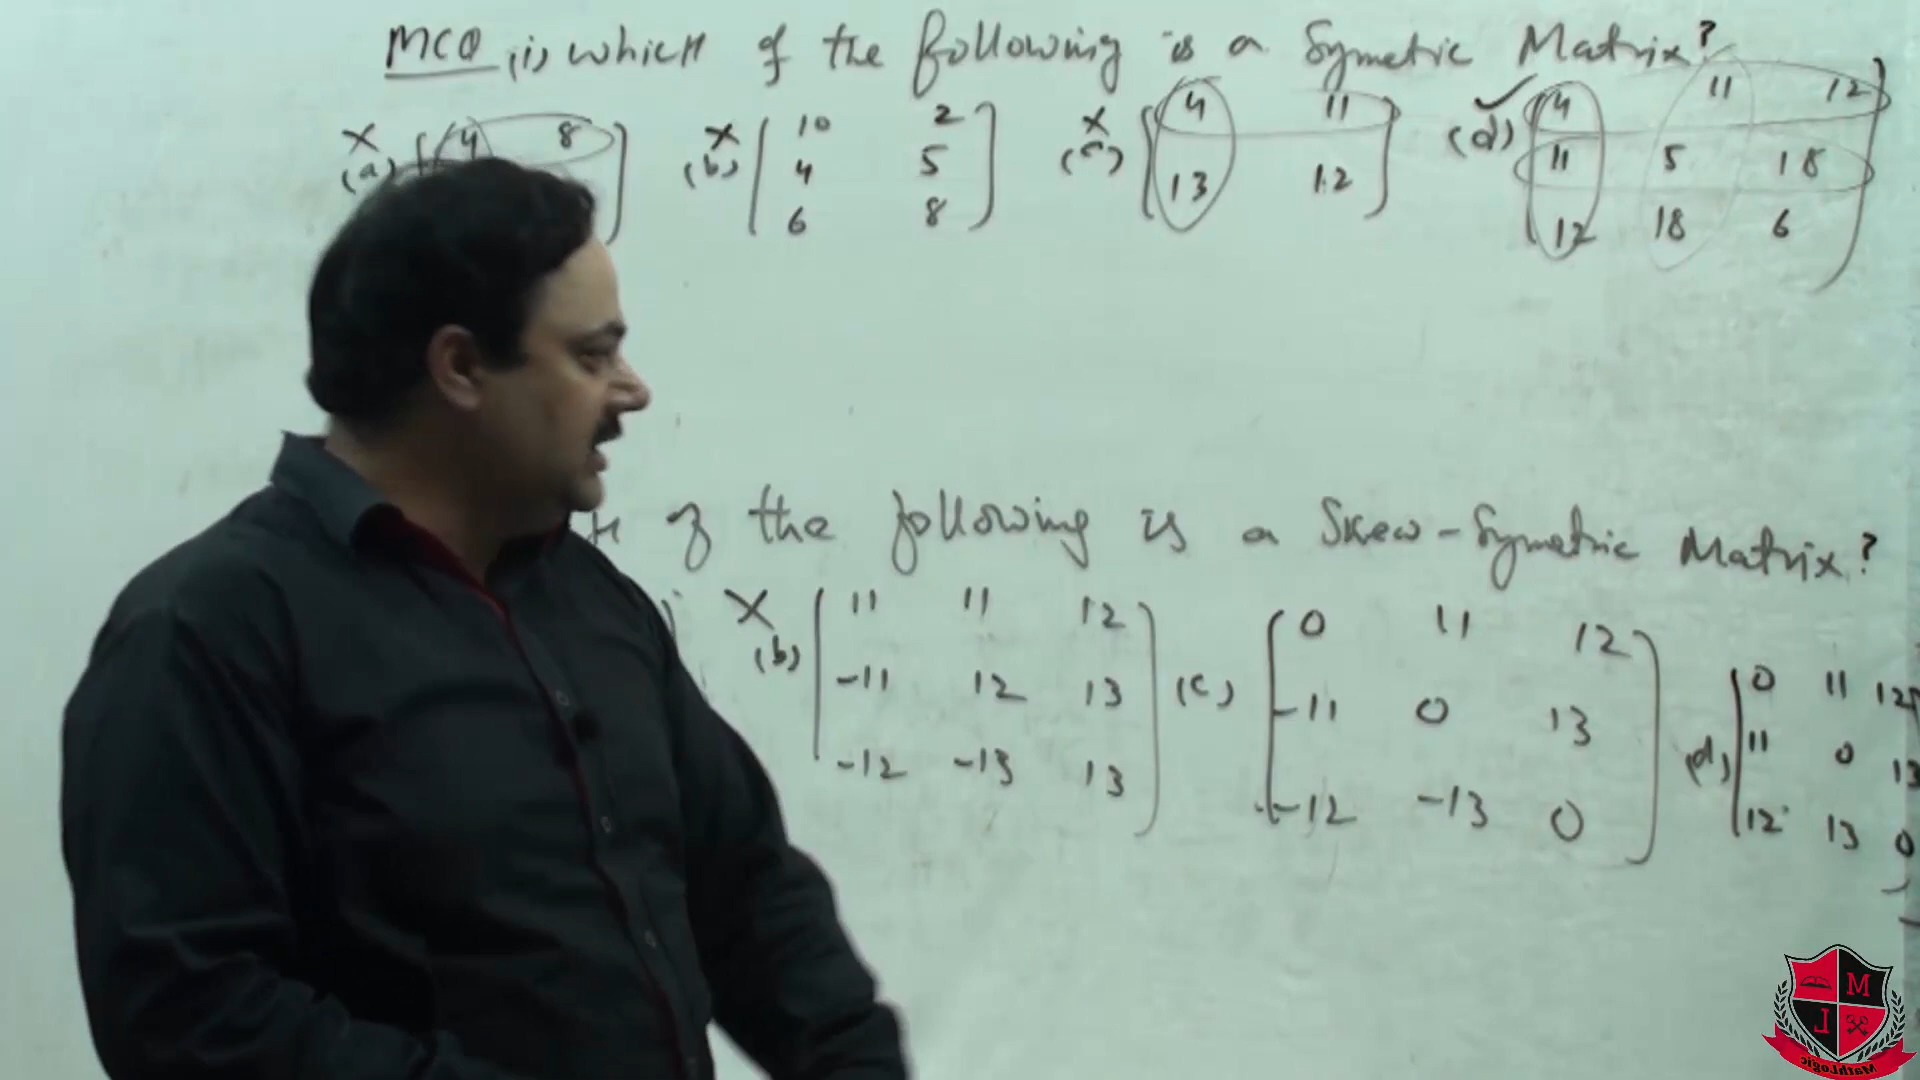 MCQ (i) which of the following is a Symetric Matrix?
x (a) 4 8
x (b) 10 2
4 5
6 8
x (c) 4 11
13 12
✓ (d) 4 11 12
11 5 18
12 18 6
of the following is a Skew-Symetric Matrix?
x (b) 11 11 12
-11 12 13
-12 -13 13
(c) 0 11 12
-11 0 13
-12 -13 0
(d) 0 11 12
11 0 13
12 13 0
M
MathLogic